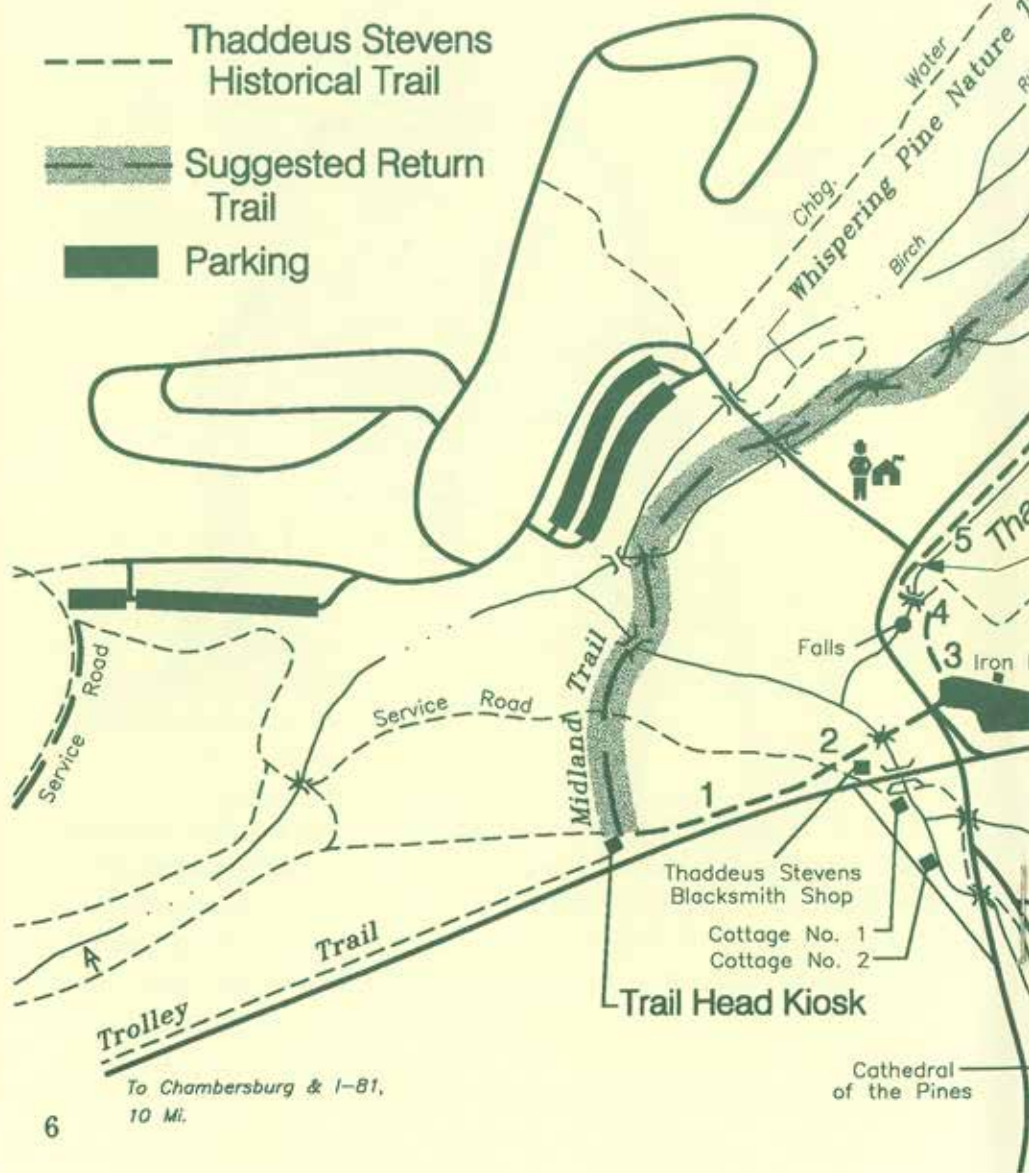 Thaddeus Stevens
Historical Trail
Suggested Return
Trail
Parking
Water
Chbg.
Whispering Pine Nature
Birch
5
Tha
4
Falls
3
Iron
Service
Road
Service Road
Midland Trail
2
1
Thaddeus Stevens
Blacksmith Shop
Cottage No. 1
Cottage No. 2
Trail Head Kiosk
Trolley Trail
To Chambersburg & I-81,
10 Mi.
Cathedral
of the Pines
6